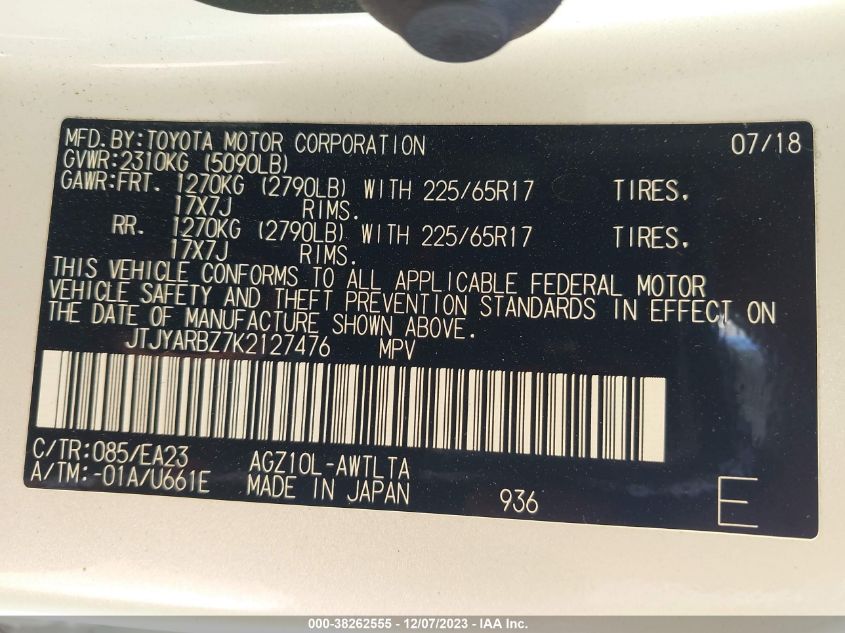 MFD. BY: TOYOTA MOTOR CORPORATION 07/18
GVWR: 2310KG (5090LB)
GAWR: FRT. 1270KG (2790LB) WITH 225/65R17 TIRES.
17X7J RIMS.
RR. 1270KG (2790LB) WITH 225/65R17 TIRES.
17X7J RIMS.
THIS VEHICLE CONFORMS TO ALL APPLICABLE FEDERAL MOTOR
VEHICLE SAFETY AND THEFT PREVENTION STANDARDS IN EFFECT ON
THE DATE OF MANUFACTURE SHOWN ABOVE.
JTJYARBZ7K2127476 MPV
C/TR: 085/EA23 AGZ10L-AWTLTA
A/TM: -01A/U661E MADE IN JAPAN 936 E
000-38262555 - 12/07/2023 - IAA Inc.